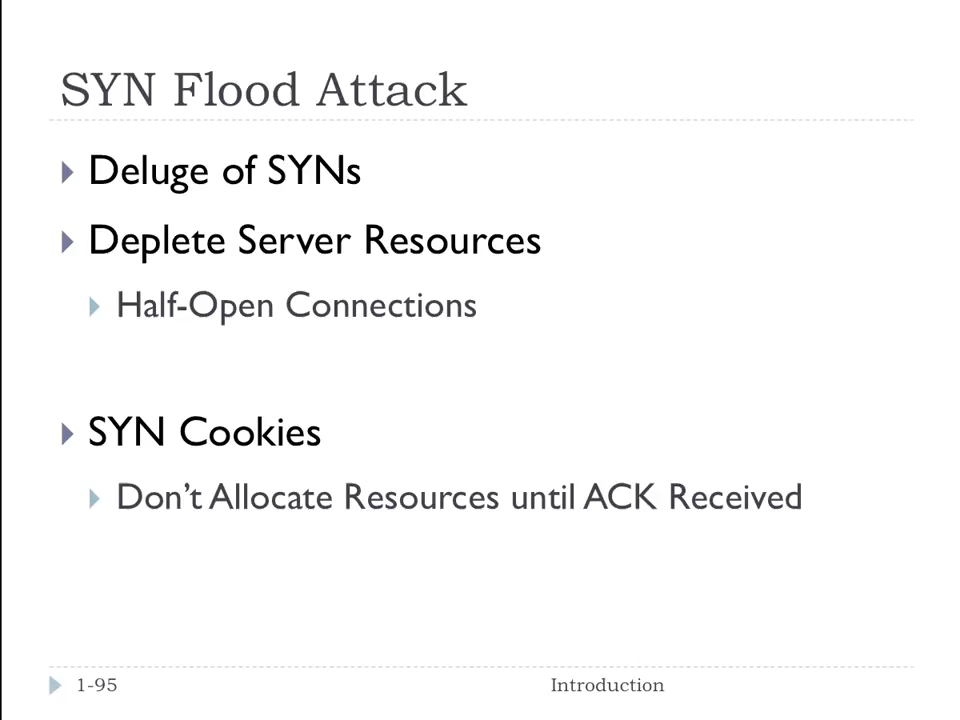 SYN Flood Attack
Deluge of SYNs
Deplete Server Resources
Half-Open Connections
SYN Cookies
Don't Allocate Resources until ACK Received
1-95
Introduction